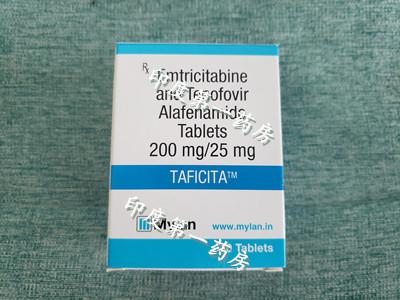 Rx Emtricitabine
and Tenofovir
Alafenamide
Tablets
200 mg/25 mg
TAFICITA™
Mylan
www.mylan.in
Tablets
印度第一药房
印度第一药房